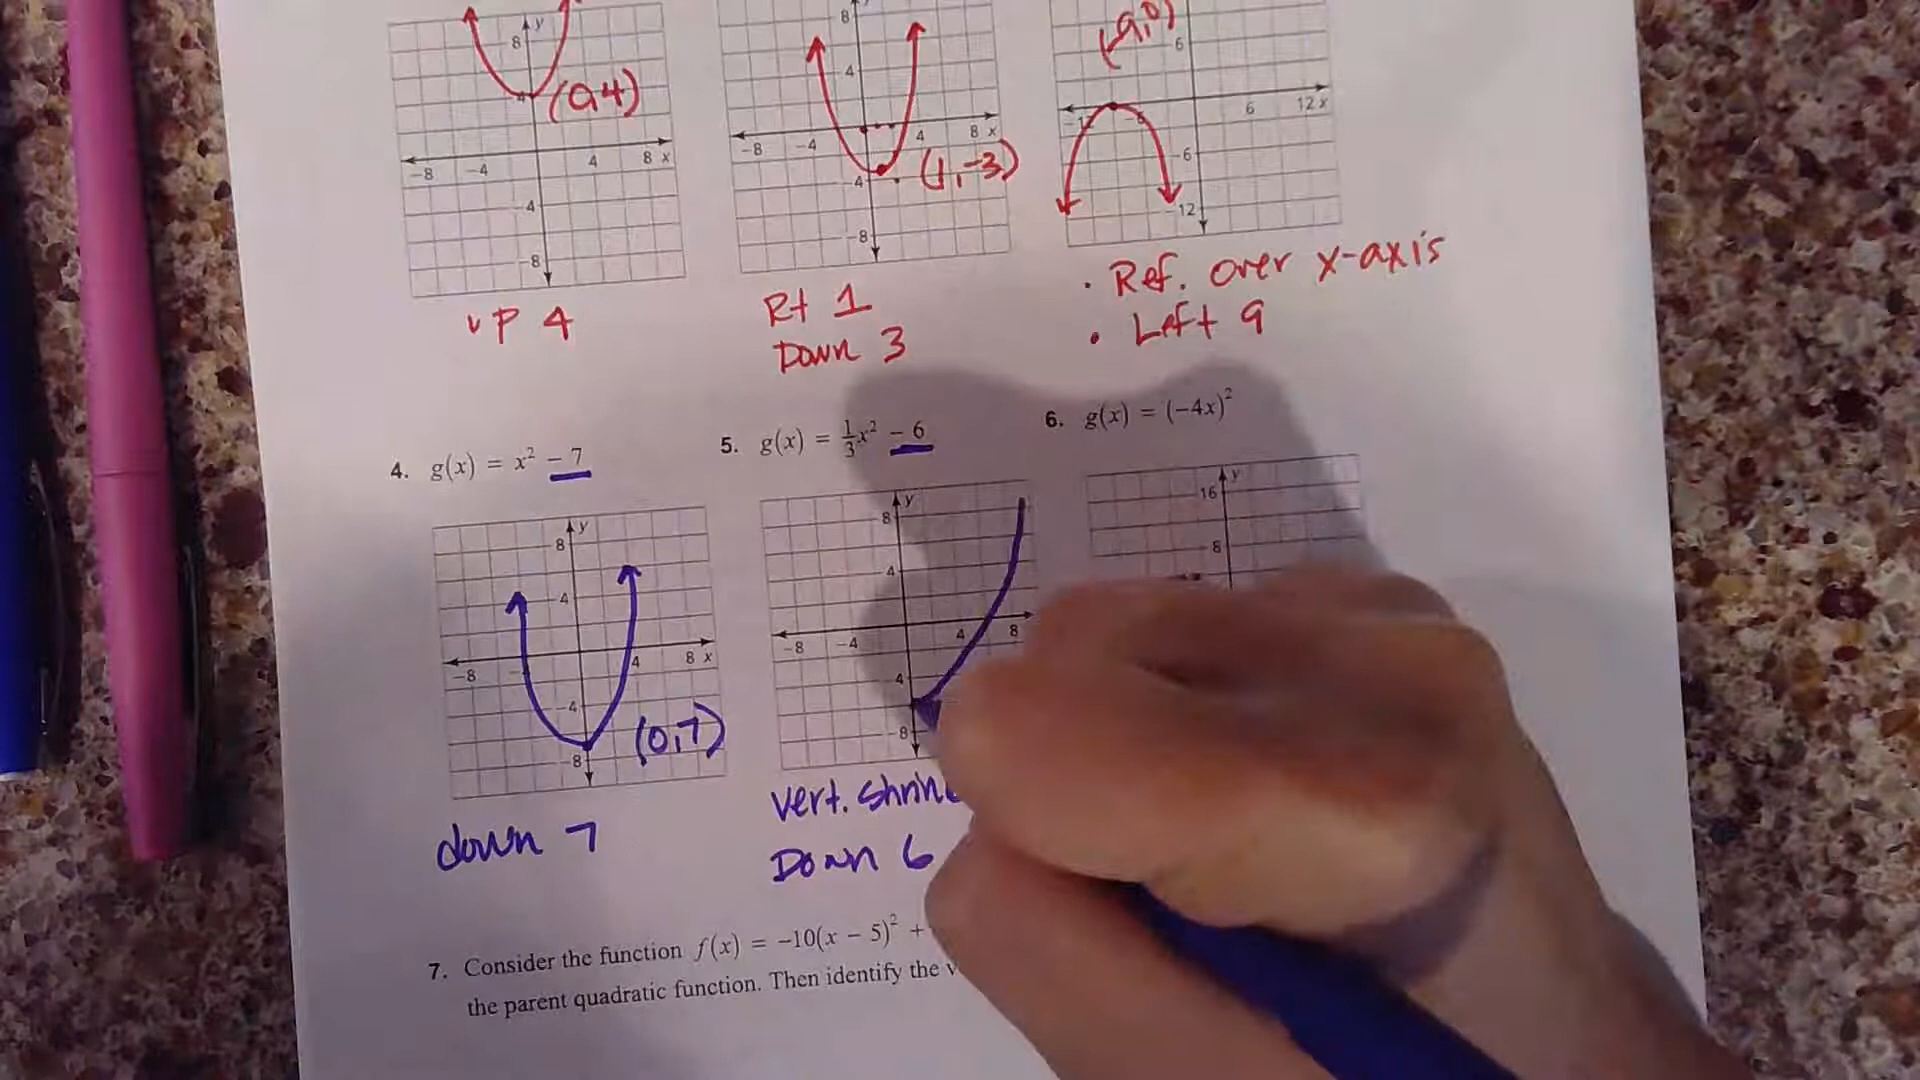 y
8
(0,4)
-8 -4 4 8 x
4
8
up 4
8
4
-8 -4 4 8 x
(1,-3)
4
8
Rt 1
Down 3
6
6 12 x
-6
12
· Ref. over x-axis
· Left 9
4. g(x) = x² - 7
y
8
4
-8 4 8 x
-4
8
(0,7)
down 7
5. g(x) = 1/3x² - 6
y
8
4
-8 -4 4 8
4
8
vert. shrink
Down 6
6. g(x) = (-4x)²
y
16
8
7. Consider the function f(x) = -10(x - 5)² +
the parent quadratic function. Then identify the v